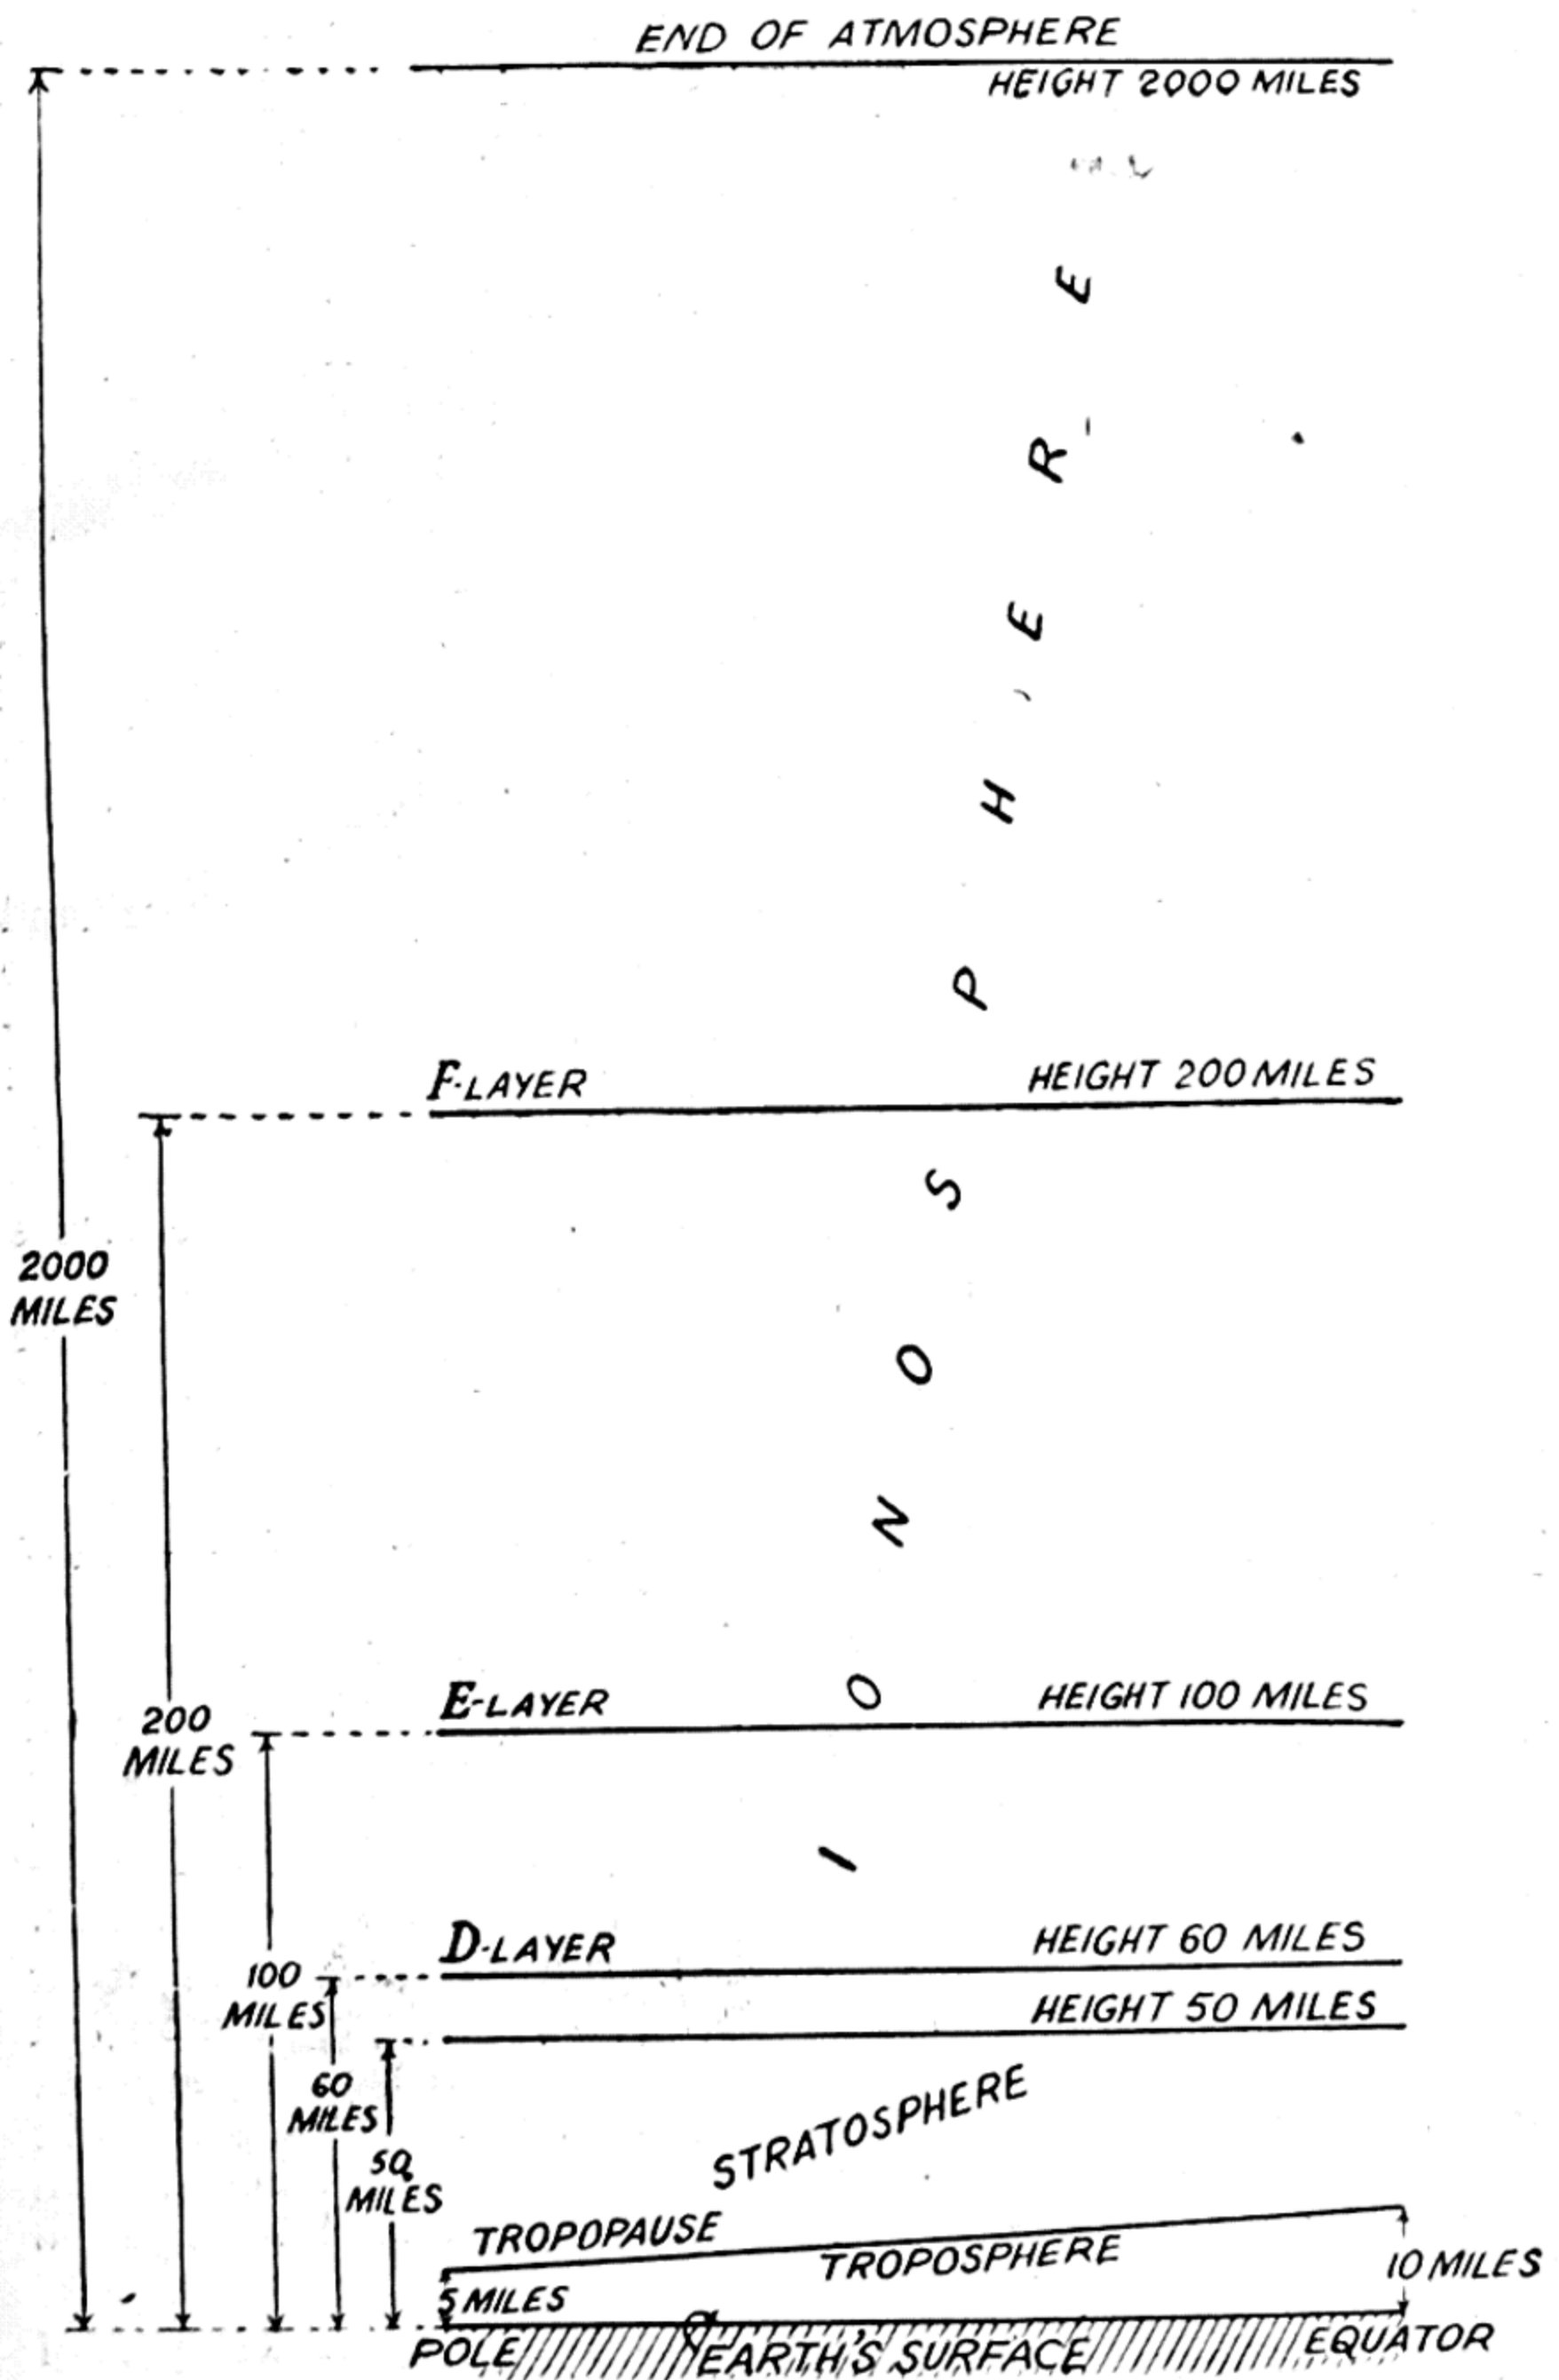 END OF ATMOSPHERE
HEIGHT 2000 MILES
F-LAYER HEIGHT 200 MILES
2000
MILES
E-LAYER HEIGHT 100 MILES
200
MILES
IONOSPHERE
D-LAYER HEIGHT 60 MILES
100
MILES
HEIGHT 50 MILES
60
MILES
STRATOSPHERE
50
MILES
TROPOPAUSE
TROPOSPHERE
10 MILES
5 MILES
POLE EARTH'S SURFACE EQUATOR